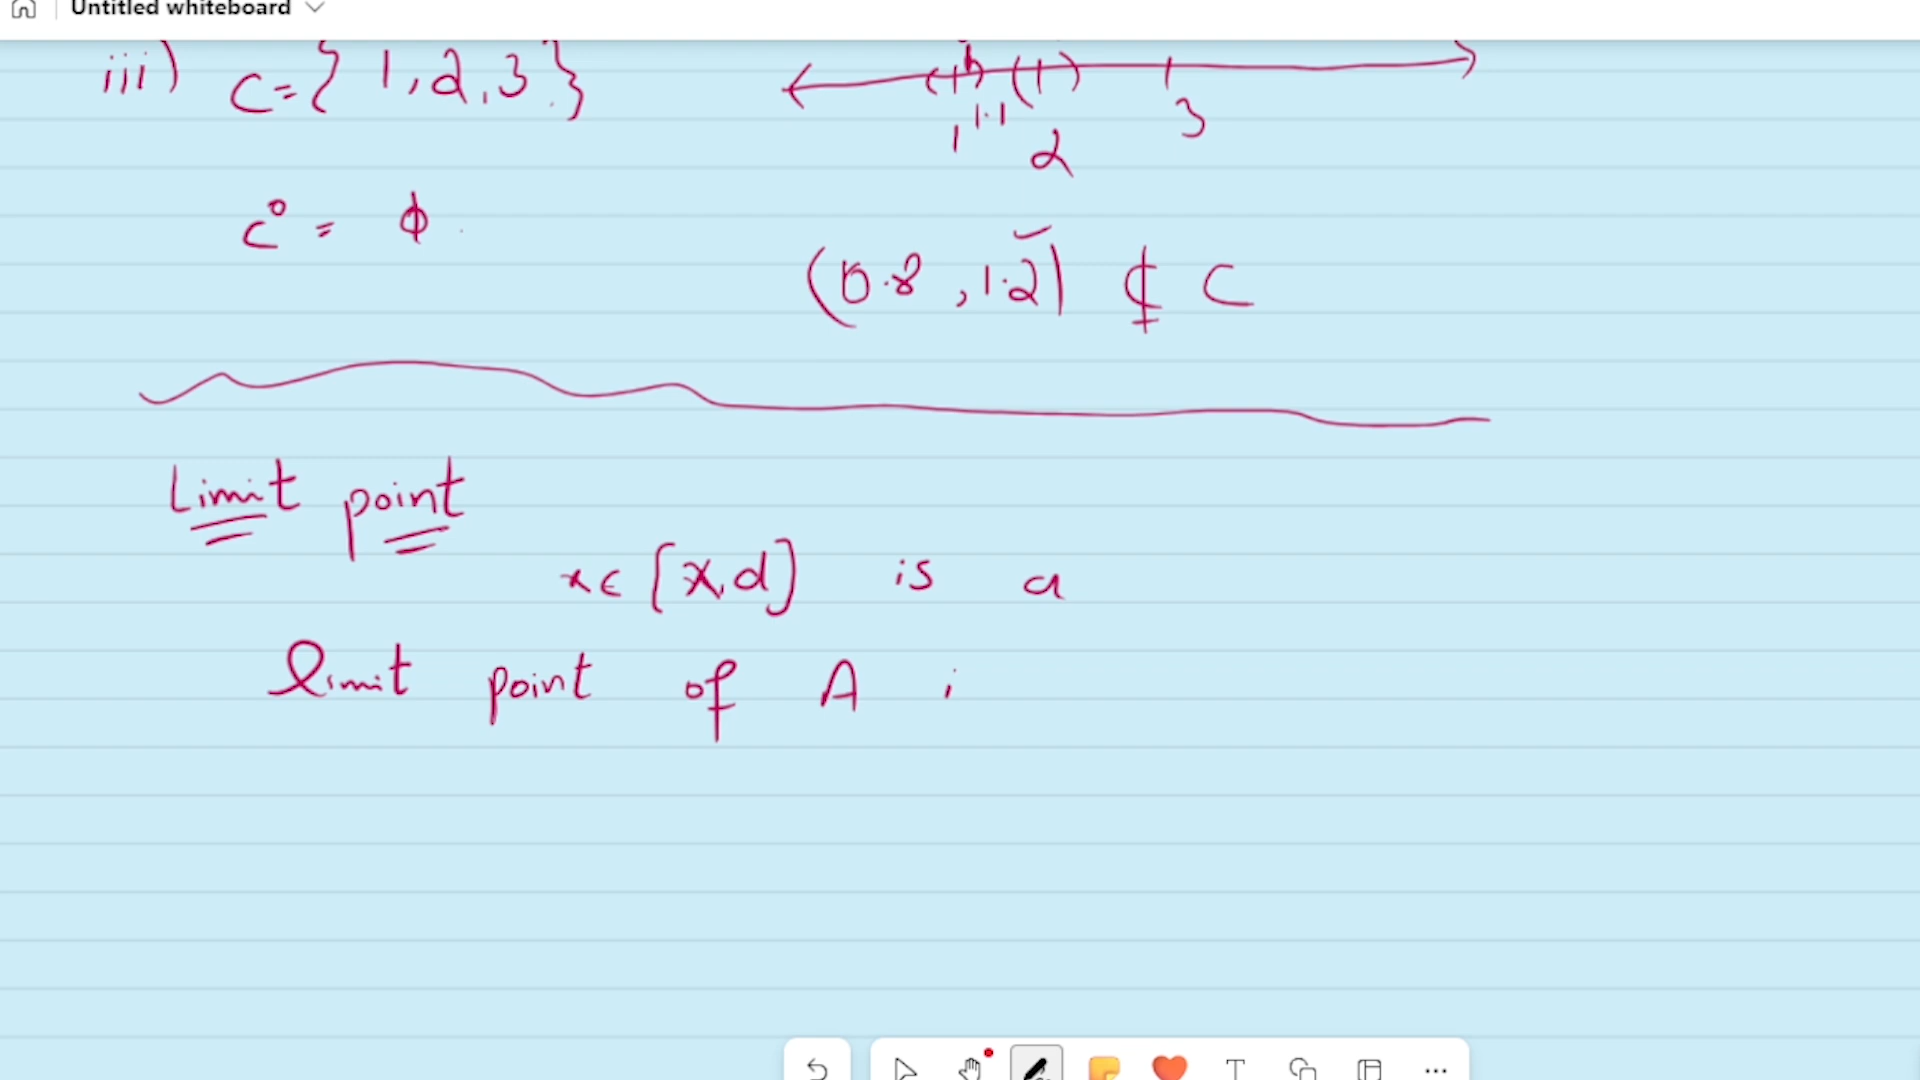 Untitled whiteboard
iii) C = { 1, 2, 3 }
1 1.1 2 3
C° = ϕ
(0.8, 1.2) ⊄ C
Limit point
x ∈ [X, d] is a
limit point of A i
T